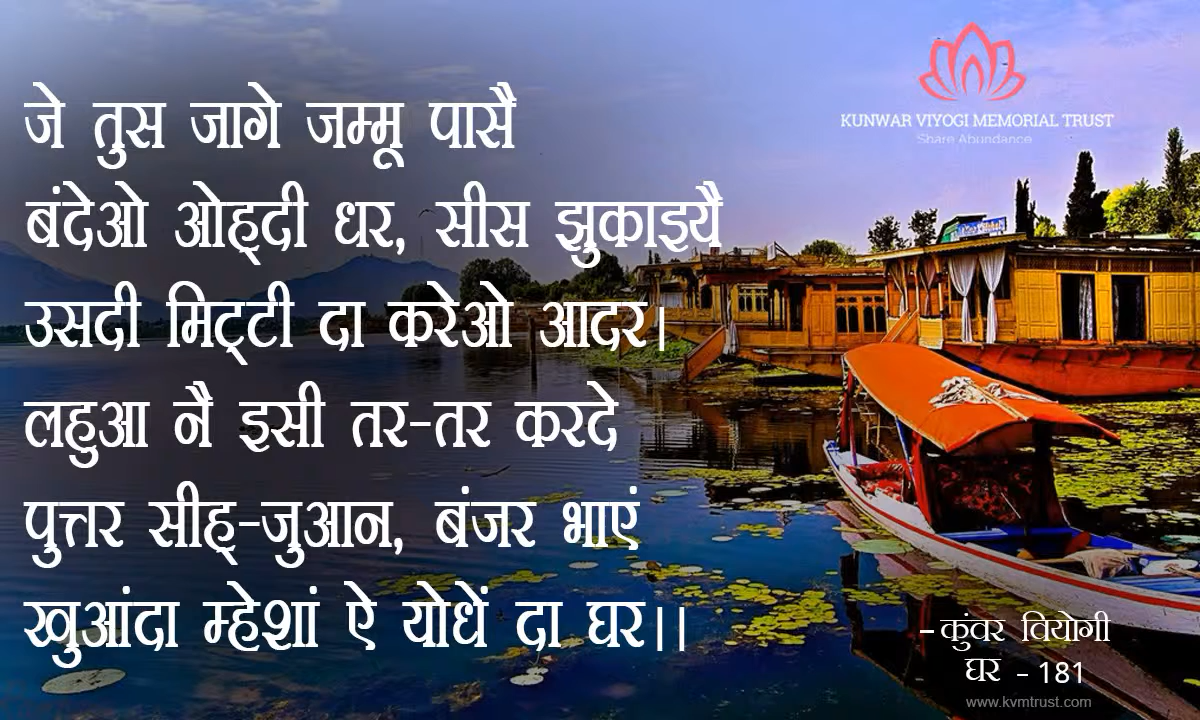 KUNWAR VIYOGI MEMORIAL TRUST
Share Abundance
जे तुस जागे जम्मू पासै
बंदेओ ओह्दी धर, सीस झुकाइयै
उसदी मिट्टी दा करेओ आदर।
लहुआ नै इसी तर-तर करदे
पुत्तर सीह्-जुआन, बंजर भाएं
खुआंदा म्हेशां ऐ योधें दा घर।।
- कुंवर वियोगी
घर - 181
www.kvmtrust.com